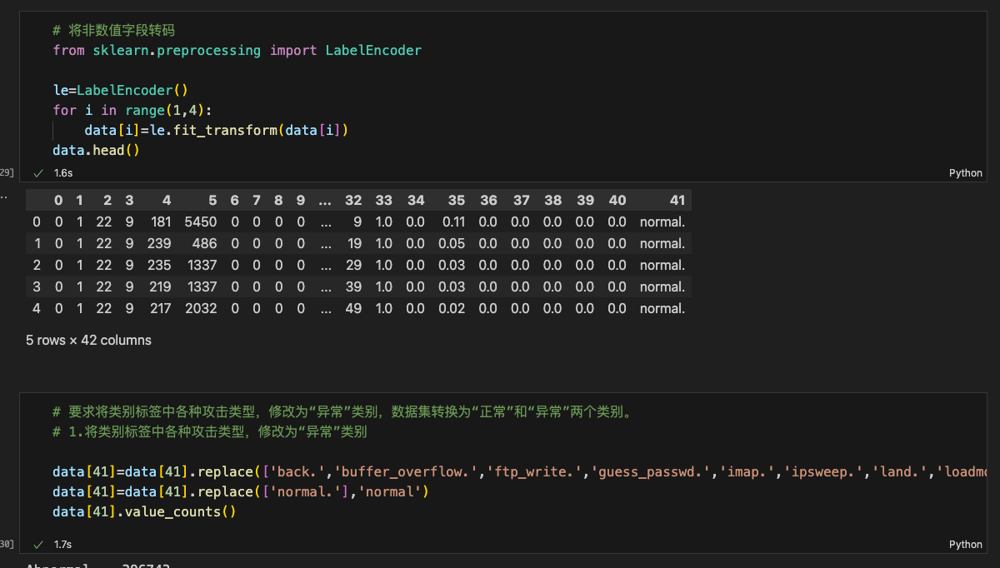 # 将非数值字段转码
from sklearn.preprocessing import LabelEncoder
le=LabelEncoder()
for i in range(1,4):
data[i]=le.fit_transform(data[i])
data.head()
29] 1.6s Python
0 1 2 3 4 5 6 7 8 9 ... 32 33 34 35 36 37 38 39 40 41
0 0 1 22 9 181 5450 0 0 0 0 ... 9 1.0 0.0 0.11 0.0 0.0 0.0 0.0 0.0 normal.
1 0 1 22 9 239 486 0 0 0 0 ... 19 1.0 0.0 0.05 0.0 0.0 0.0 0.0 0.0 normal.
2 0 1 22 9 235 1337 0 0 0 0 ... 29 1.0 0.0 0.03 0.0 0.0 0.0 0.0 0.0 normal.
3 0 1 22 9 219 1337 0 0 0 0 ... 39 1.0 0.0 0.03 0.0 0.0 0.0 0.0 0.0 normal.
4 0 1 22 9 217 2032 0 0 0 0 ... 49 1.0 0.0 0.02 0.0 0.0 0.0 0.0 0.0 normal.
5 rows × 42 columns
# 要求将类别标签中各种攻击类型，修改为“异常”类别，数据集转换为“正常”和“异常”两个类别。
# 1.将类别标签中各种攻击类型，修改为“异常”类别
data[41]=data[41].replace(['back.','buffer_overflow.','ftp_write.','guess_passwd.','imap.','ipsweep.','land.','loadmo
data[41]=data[41].replace(['normal.'],'normal')
data[41].value_counts()
30] 1.7s Python